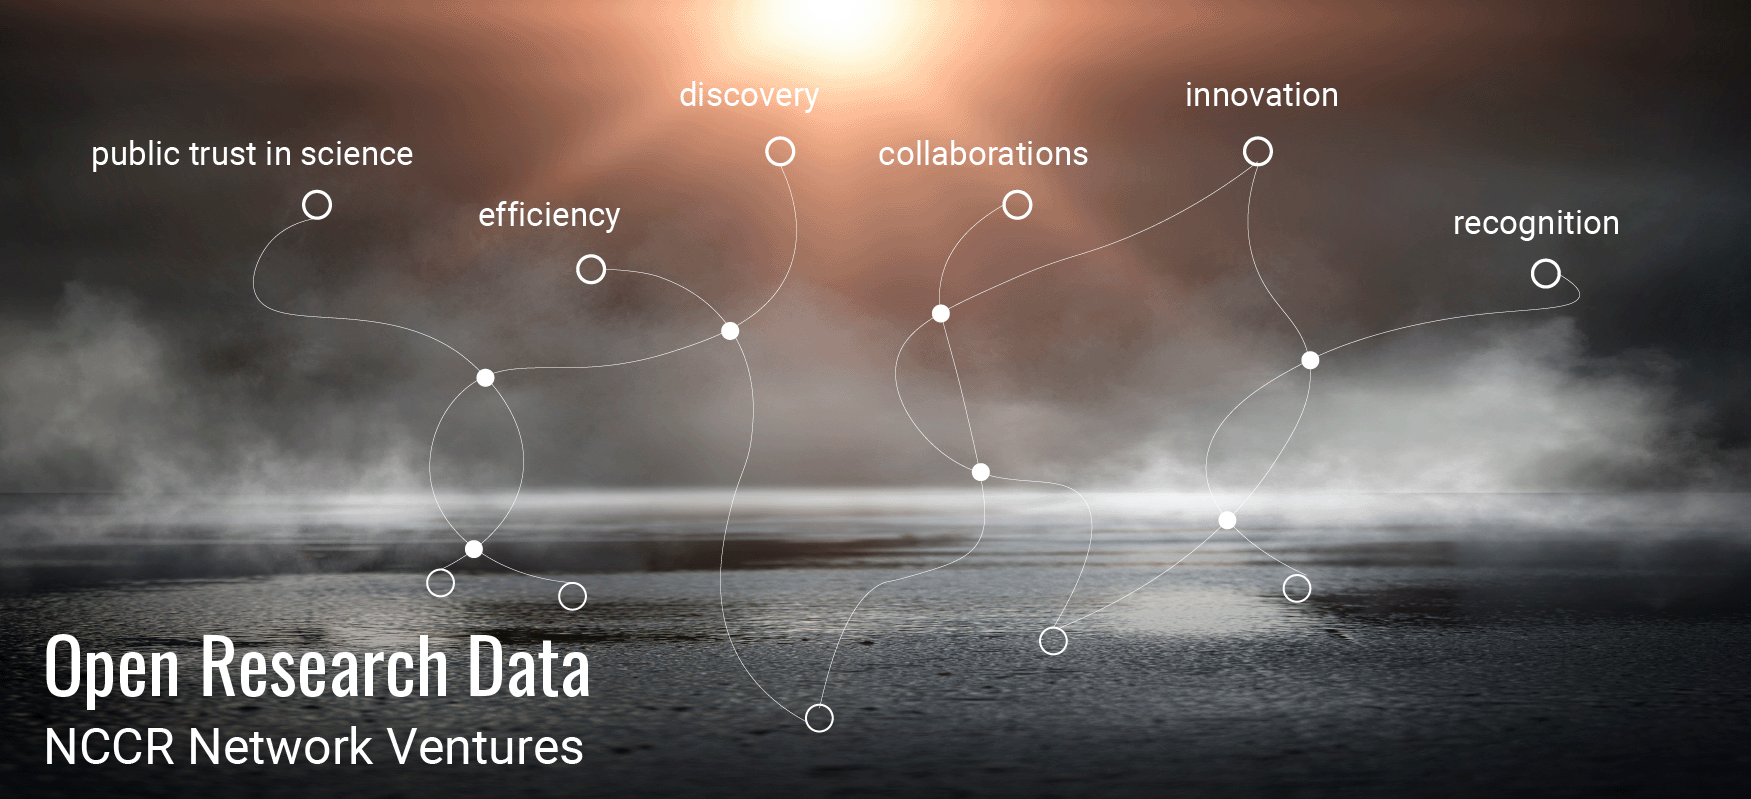 discovery
innovation
public trust in science
collaborations
efficiency
recognition
Open Research Data
NCCR Network Ventures